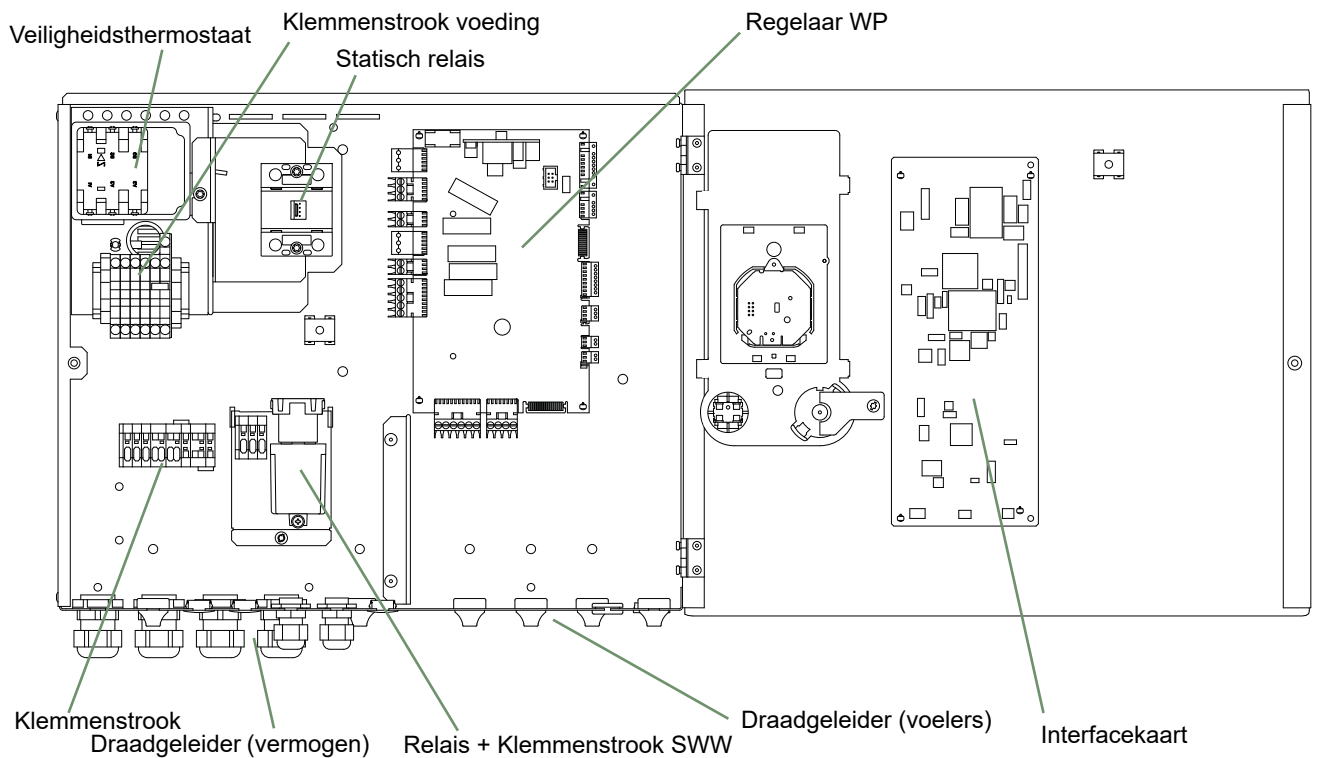 Veiligheidsthermostaat
Klemmenstrook voeding
Statisch relais
Regelaar WP
Klemmenstrook
Draadgeleider (vermogen)
Relais + Klemmenstrook SWW
Draadgeleider (voelers)
Interfacekaart